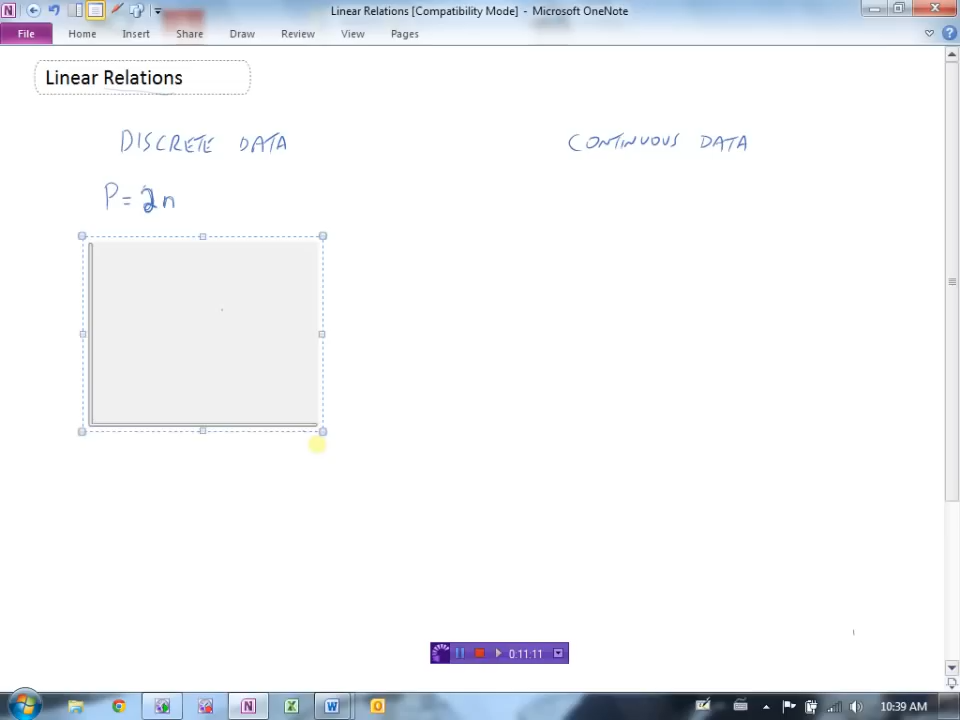 Linear Relations [Compatibility Mode] - Microsoft OneNote
File Home Insert Share Draw Review View Pages
Linear Relations
DISCRETE DATA
CONTINUOUS DATA
P = 2n
0:11:11
10:39 AM